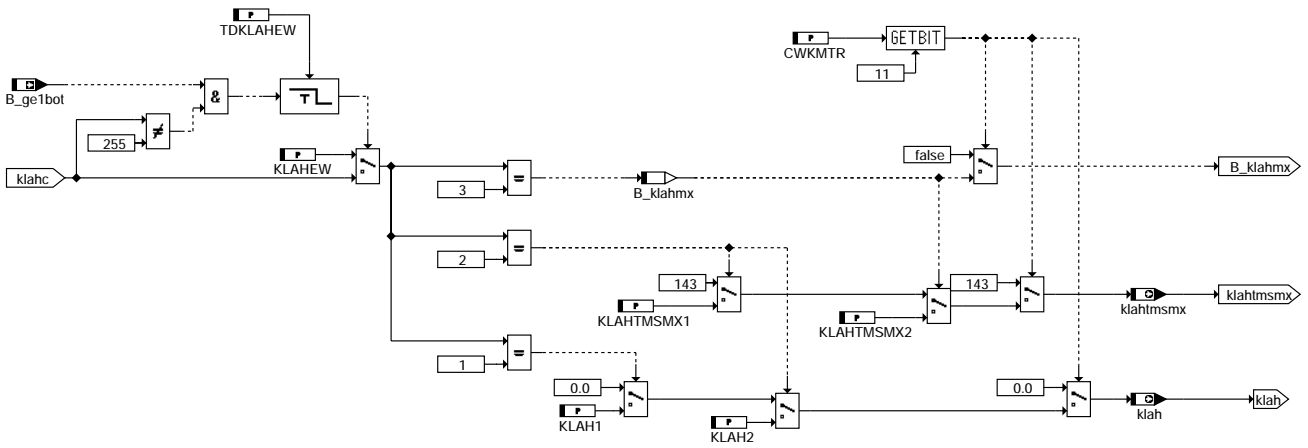 P
TDKLAHEW
P
CWKMTR
GETBIT
11
B_ge1bot
&
T
≠
255
P
KLAHEW
klahc
false
B_klahmx
3
=
B_klahmx
2
=
143
P
KLAHTMSMX1
143
P
KLAHTMSMX2
klahtmsmx
klahtmsmx
1
=
0.0
P
KLAH1
P
KLAH2
0.0
klah
klah